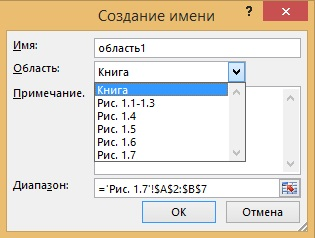 Создание имени
?
Имя:
область1
Область:
Книга
Примечание.
Книга
Рис. 1.1-1.3
Рис. 1.4
Рис. 1.5
Рис. 1.6
Рис. 1.7
Диапазон:
='Рис. 1.7'!$A$2:$B$7
ОК
Отмена